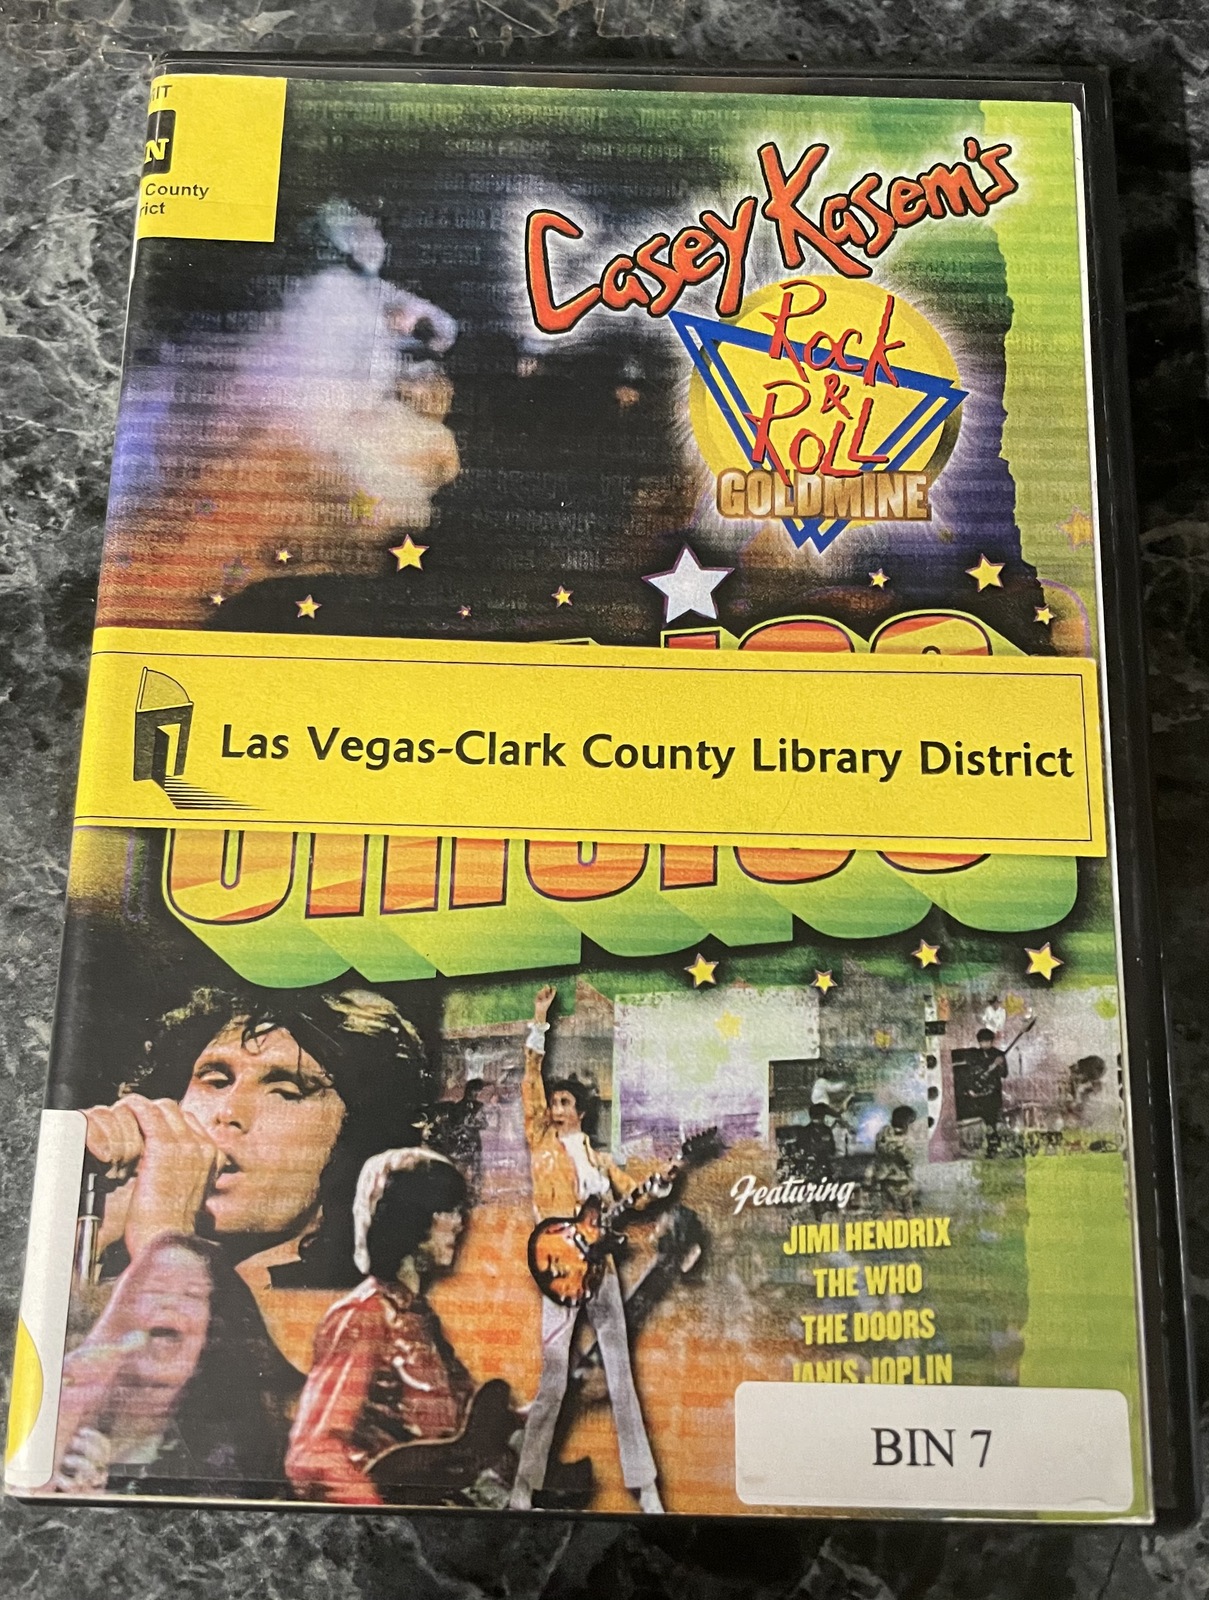 IT
N
County
rict
Casey Kasem's
Rock
&
Roll
GOLDMINE
Las Vegas-Clark County Library District
Featuring
JIMI HENDRIX
THE WHO
THE DOORS
JANIS JOPLIN
BIN 7